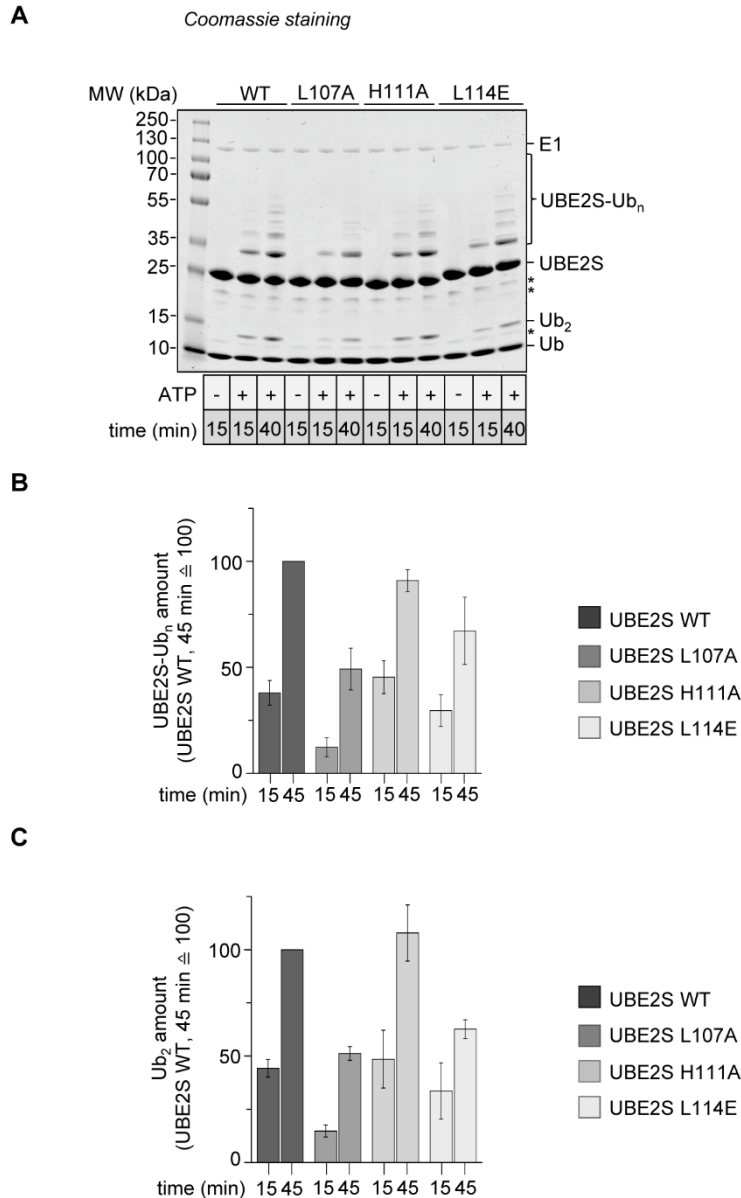 A
Coomassie staining
MW (kDa)
WT L107A H111A L114E
250
130
100
70
55
35
25
15
10
E1
UBE2S-Ubn
UBE2S
*
*
Ub2
*
Ub
ATP - + + - + + - + + - + +
time (min) 15 15 40 15 15 40 15 15 40 15 15 40
B
UBE2S-Ubn amount
(UBE2S WT, 45 min ≙ 100)
100
50
0
time (min) 15 45 15 45 15 45 15 45
UBE2S WT
UBE2S L107A
UBE2S H111A
UBE2S L114E
C
Ub2 amount
(UBE2S WT, 45 min ≙ 100)
100
50
0
time (min) 15 45 15 45 15 45 15 45
UBE2S WT
UBE2S L107A
UBE2S H111A
UBE2S L114E